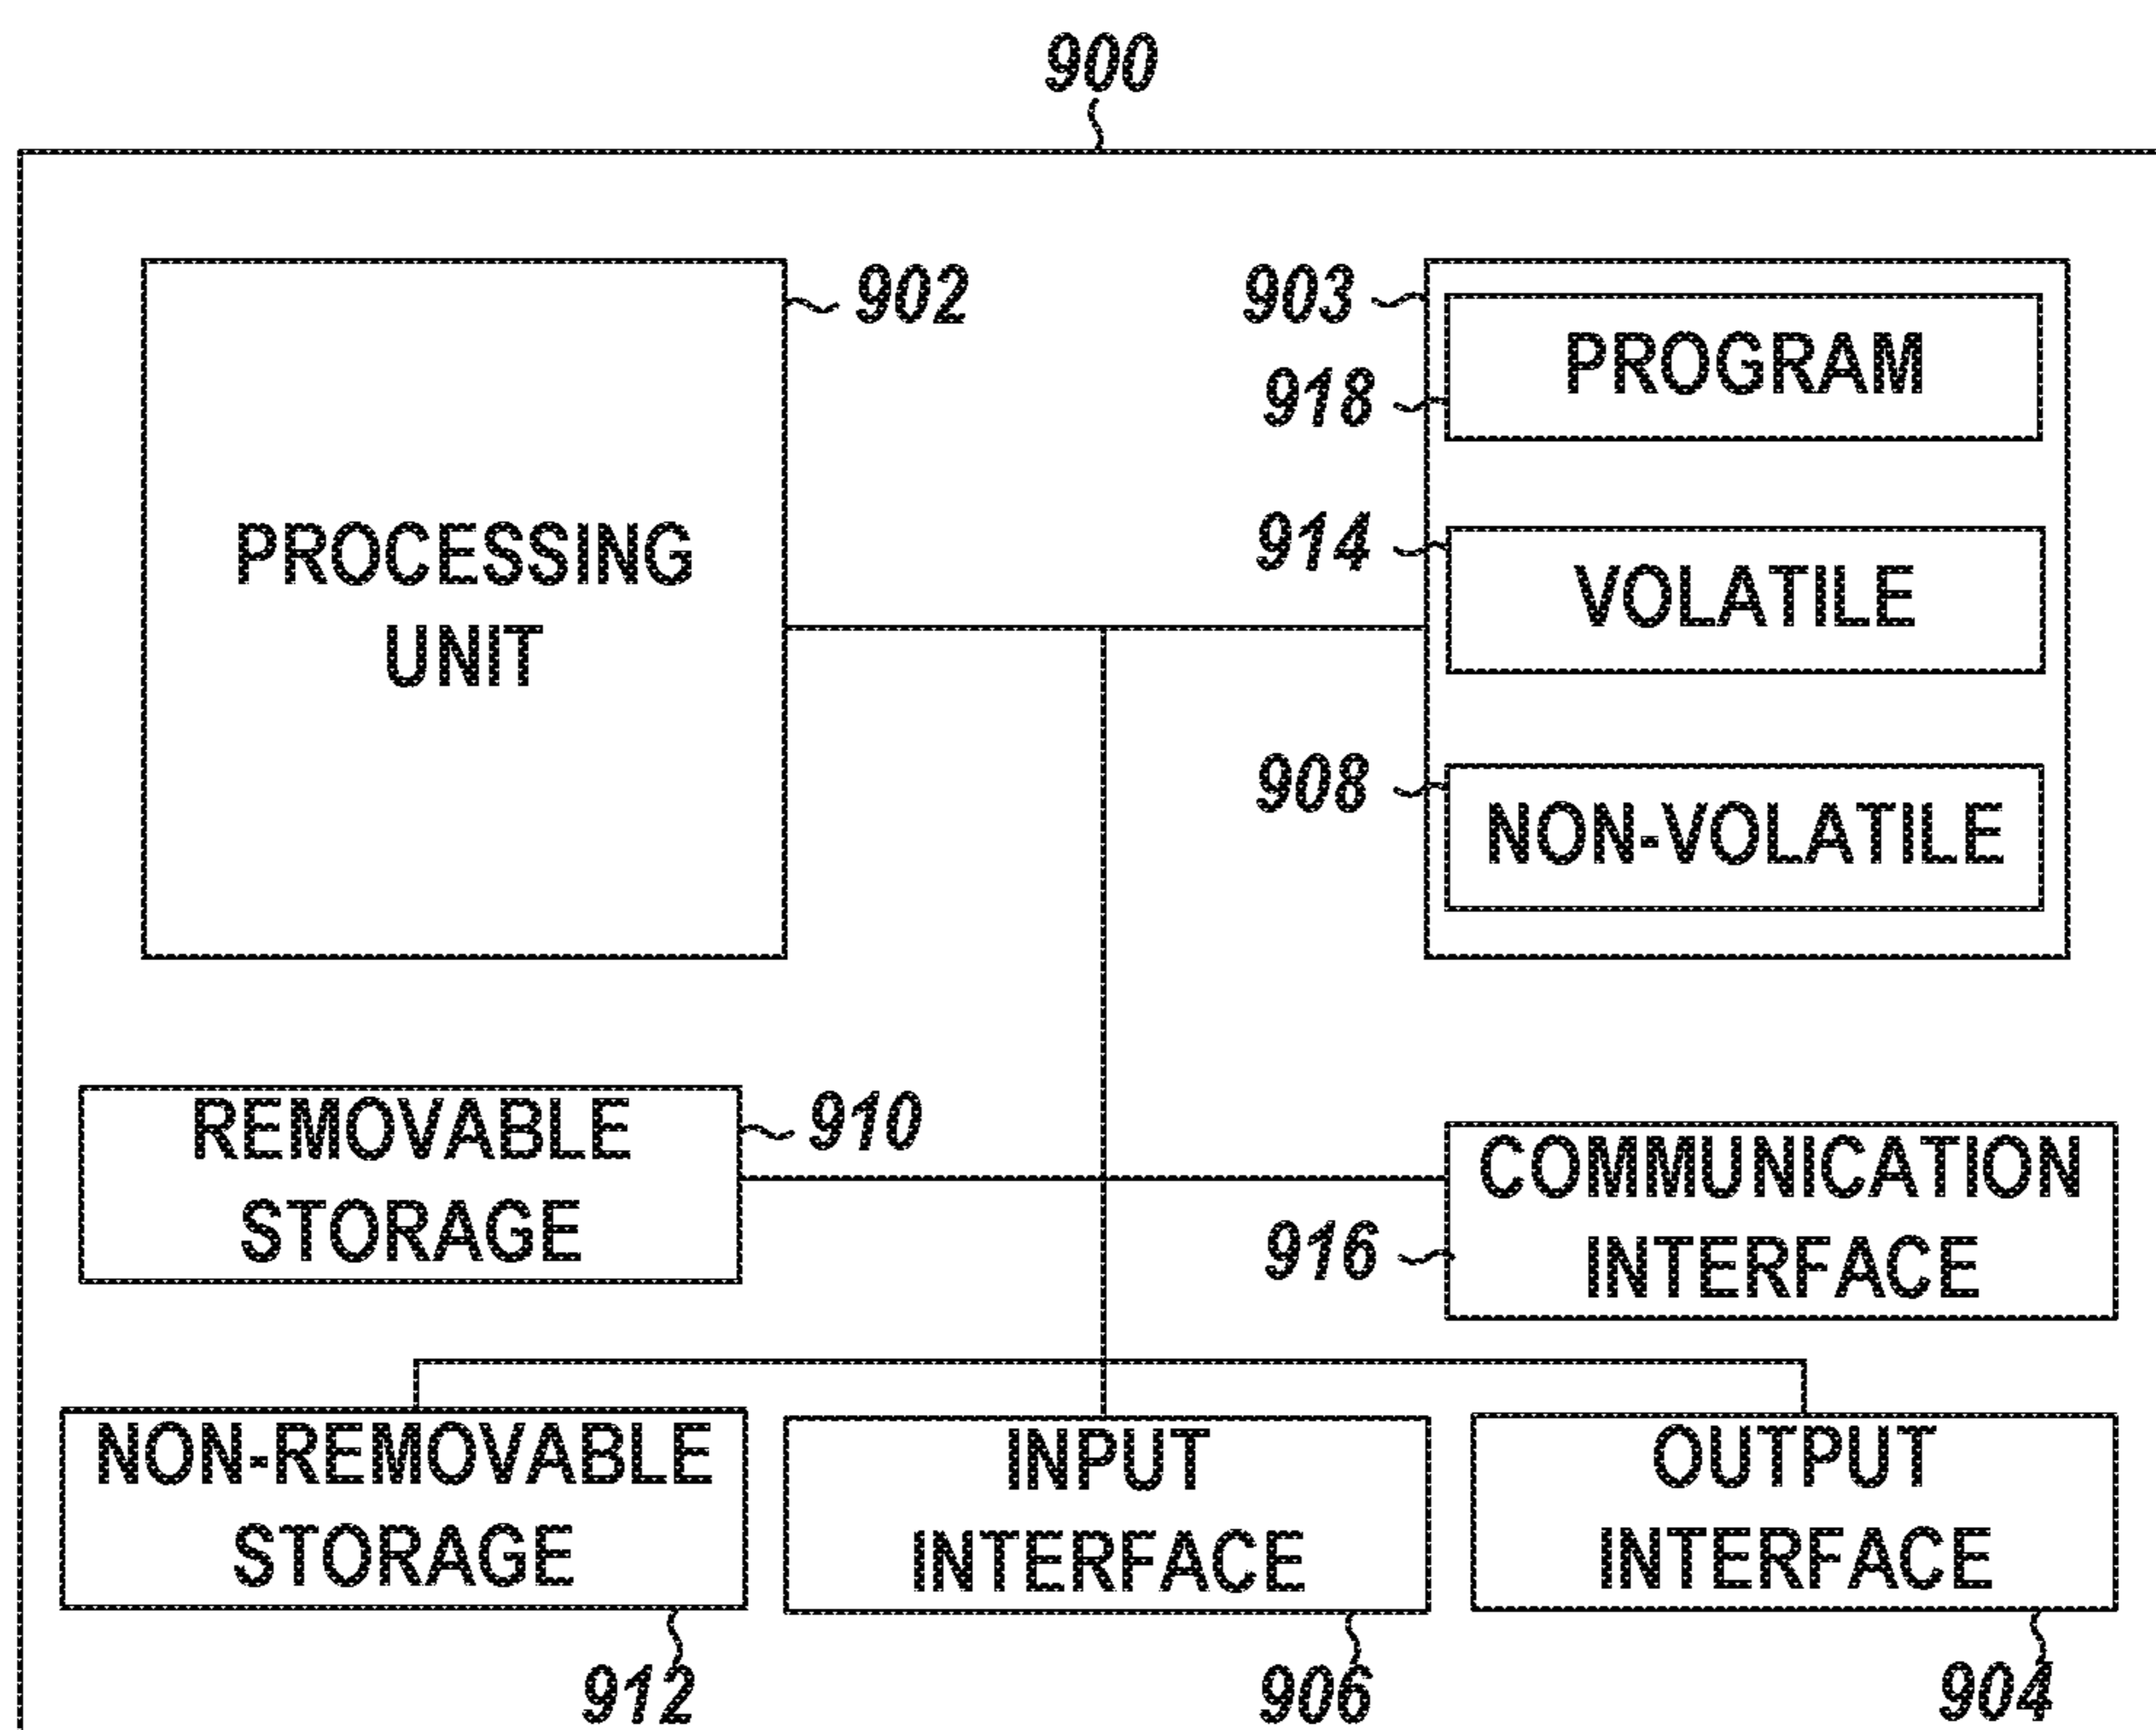 900
902
903
PROGRAM
918
PROCESSING
UNIT
914
VOLATILE
908
NON-VOLATILE
REMOVABLE
STORAGE
910
COMMUNICATION
INTERFACE
916
NON-REMOVABLE
STORAGE
INPUT
INTERFACE
OUTPUT
INTERFACE
912
906
904